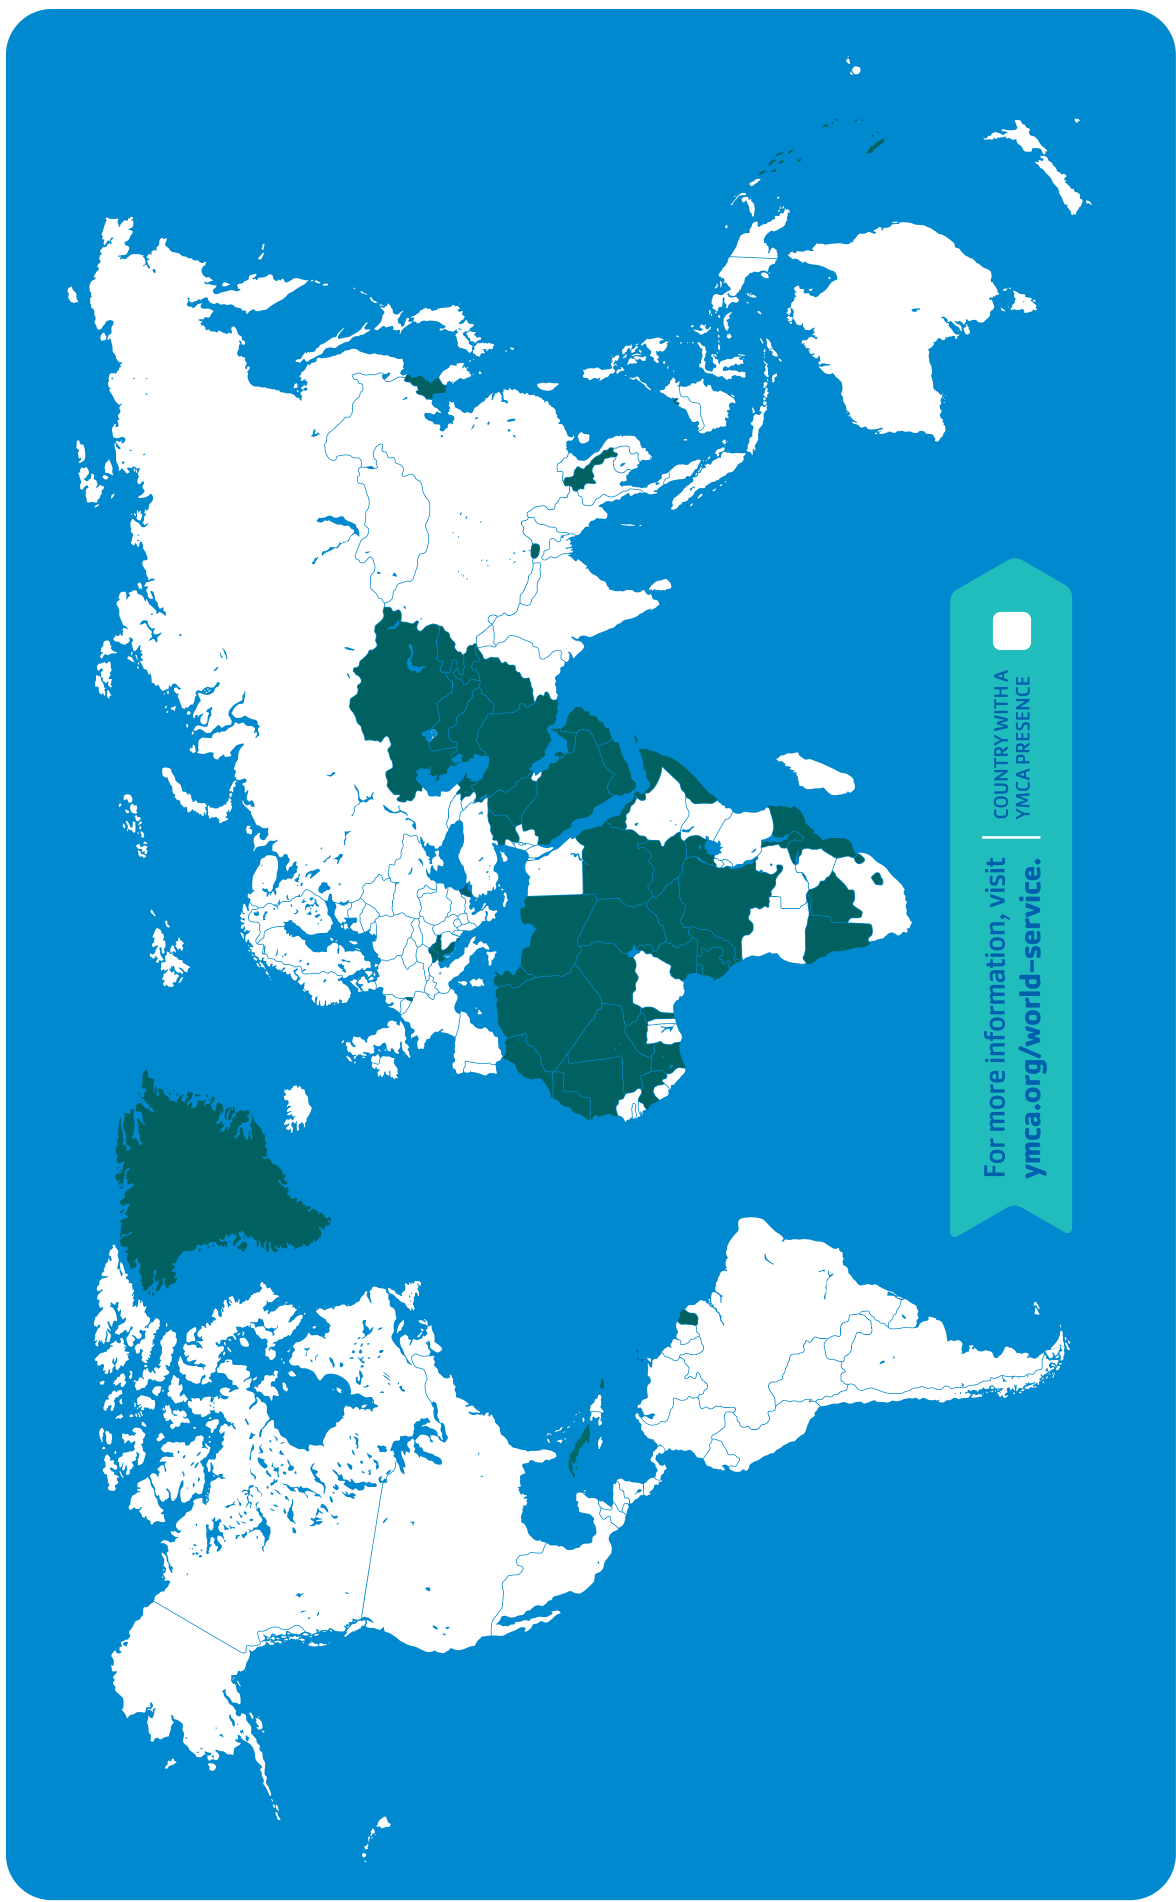 For more information, visit
ymca.org/world-service.
COUNTRY WITH A
YMCA PRESENCE